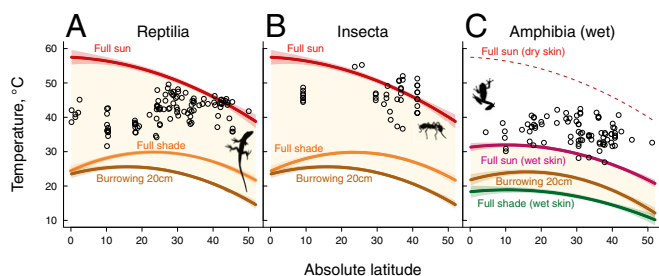 A Reptilia
B Insecta
C Amphibia (wet)
Temperature, °C
60
50
40
30
20
10
Full sun
Full shade
Burrowing 20cm
0 10 20 30 40 50
Full sun
Full shade
Burrowing 20cm
0 10 20 30 40 50
Full sun (dry skin)
Full sun (wet skin)
Burrowing 20cm
Full shade (wet skin)
0 10 20 30 40 50
Absolute latitude